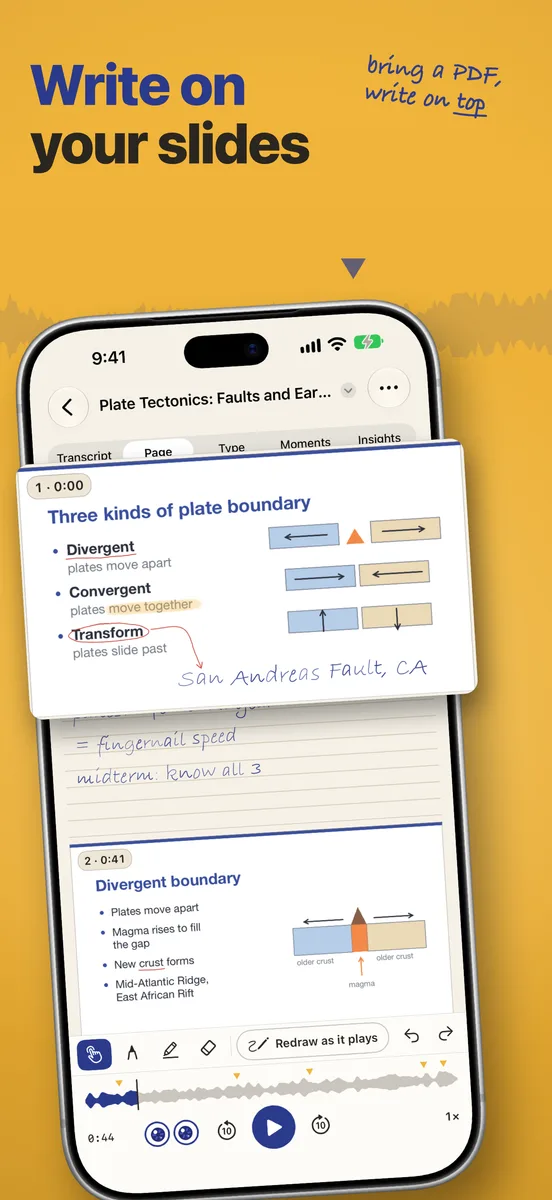 Write on
your slides
bring a PDF,
write on top
9:41
Plate Tectonics: Faults and Ear...
Transcript Page Type Moments Insights
1 · 0:00
Three kinds of plate boundary
• Divergent
plates move apart
• Convergent
plates move together
• Transform
plates slide past
San Andreas Fault, CA
= fingernail speed
midterm: know all 3
2 · 0:41
Divergent boundary
• Plates move apart
• Magma rises to fill
the gap
• New crust forms
• Mid-Atlantic Ridge,
East African Rift
older crust older crust
magma
Redraw as it plays
0:44
10
10
1×